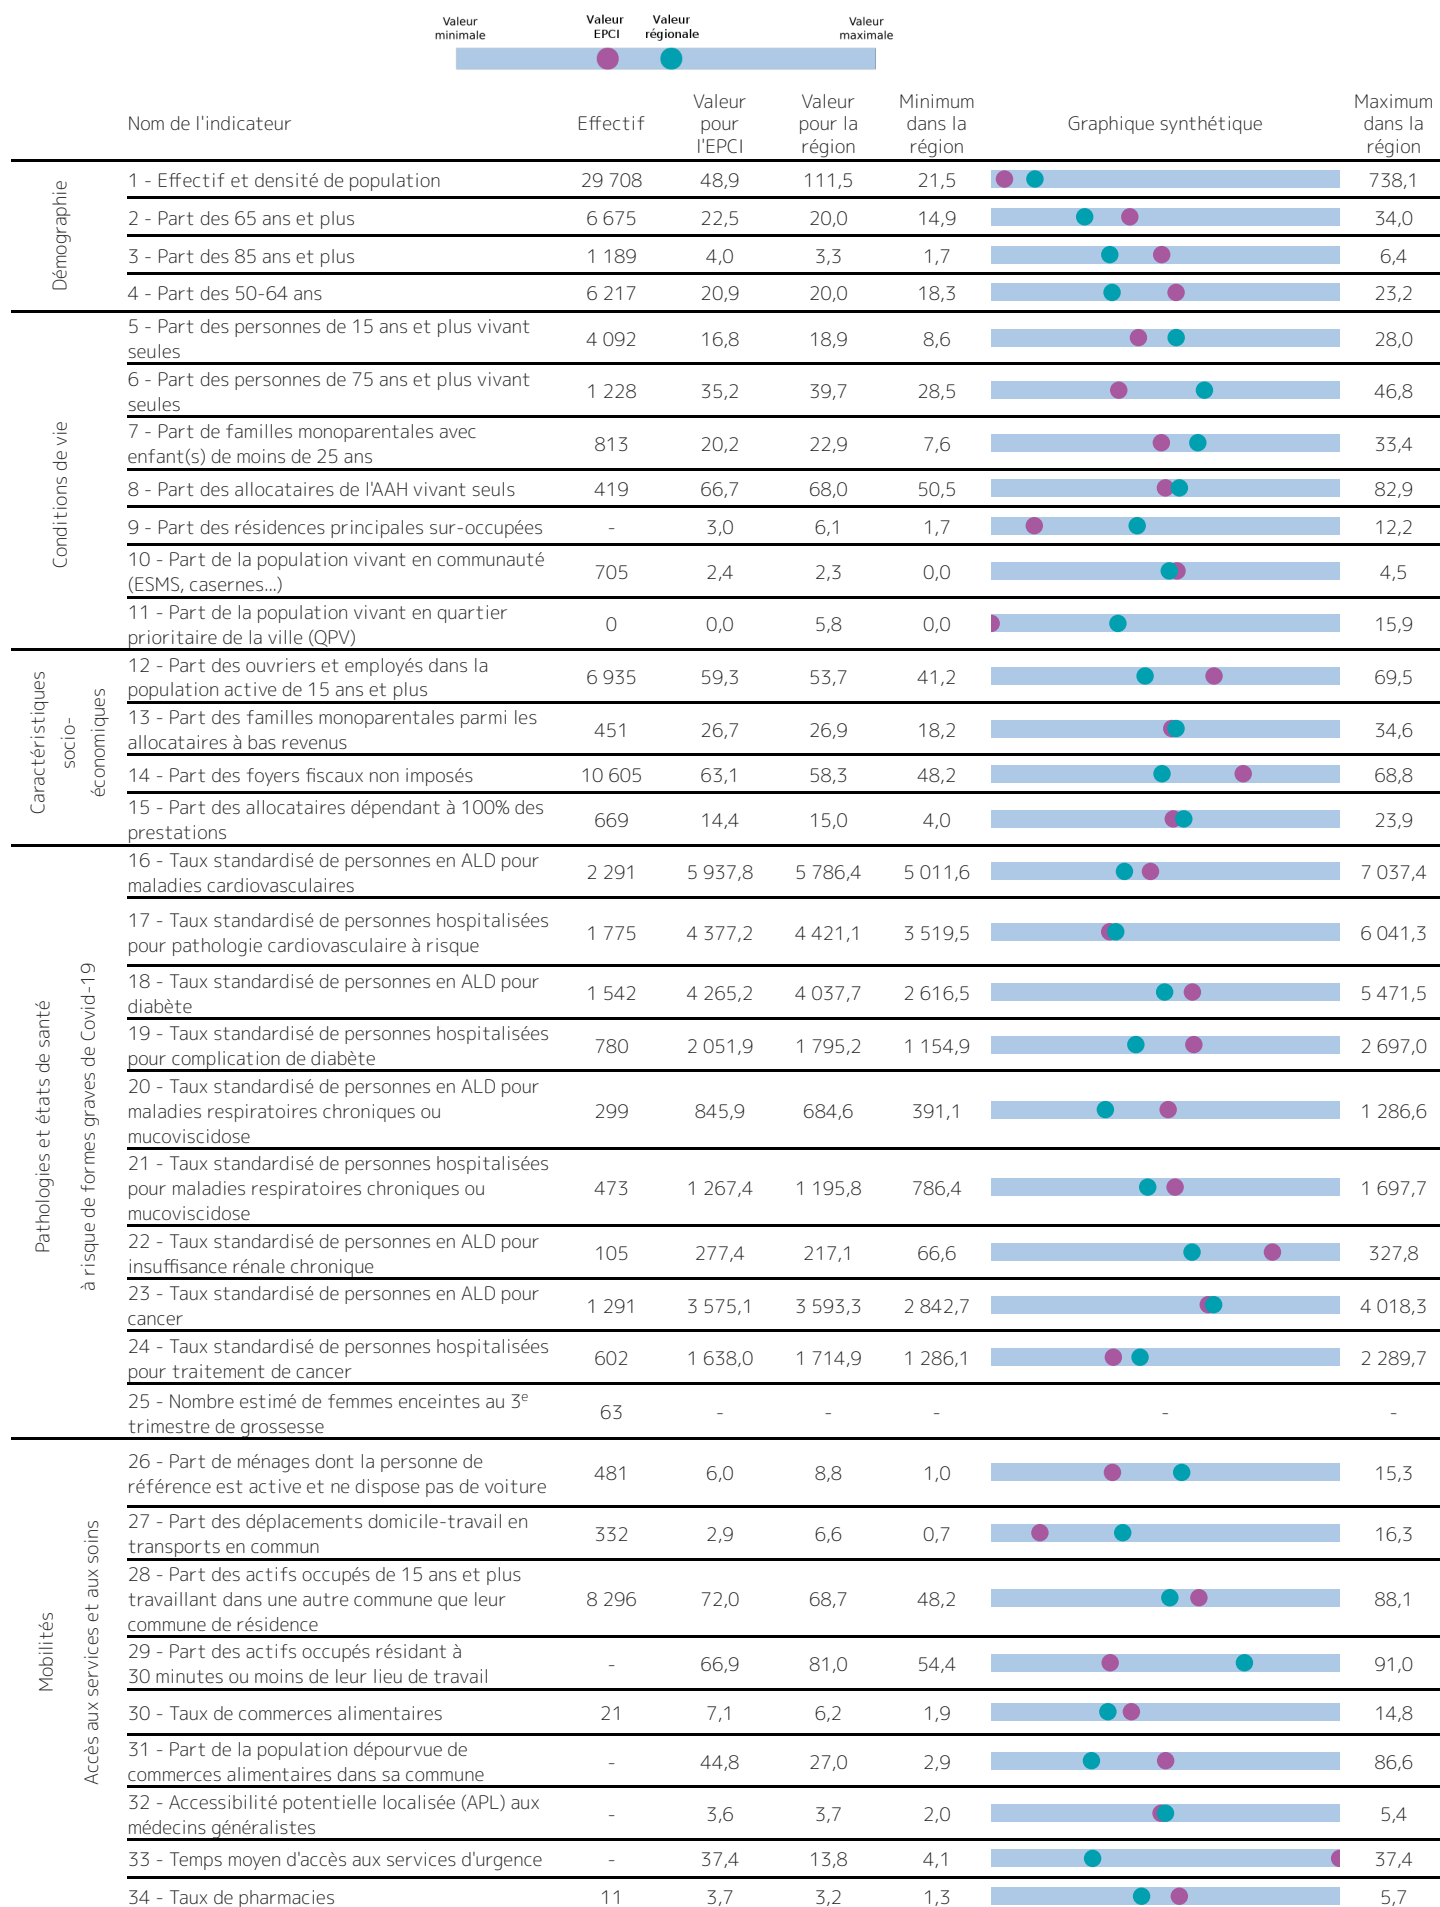 Valeur minimale
Valeur EPCI
Valeur régionale
Valeur maximale
Nom de l'indicateur
Effectif
Valeur pour l'EPCI
Valeur pour la région
Minimum dans la région
Graphique synthétique
Maximum dans la région
Démographie
1 - Effectif et densité de population 29 708 48,9 111,5 21,5 738,1
2 - Part des 65 ans et plus 6 675 22,5 20,0 14,9 34,0
3 - Part des 85 ans et plus 1 189 4,0 3,3 1,7 6,4
4 - Part des 50-64 ans 6 217 20,9 20,0 18,3 23,2
Conditions de vie
5 - Part des personnes de 15 ans et plus vivant
seules 4 092 16,8 18,9 8,6 28,0
6 - Part des personnes de 75 ans et plus vivant
seules 1 228 35,2 39,7 28,5 46,8
7 - Part de familles monoparentales avec
enfant(s) de moins de 25 ans 813 20,2 22,9 7,6 33,4
8 - Part des allocataires de l'AAH vivant seuls 419 66,7 68,0 50,5 82,9
9 - Part des résidences principales sur-occupées - 3,0 6,1 1,7 12,2
10 - Part de la population vivant en communauté
(ESMS, casernes...) 705 2,4 2,3 0,0 4,5
11 - Part de la population vivant en quartier
prioritaire de la ville (QPV) 0 0,0 5,8 0,0 15,9
Caractéristiques
socio-
économiques
12 - Part des ouvriers et employés dans la
population active de 15 ans et plus 6 935 59,3 53,7 41,2 69,5
13 - Part des familles monoparentales parmi les
allocataires à bas revenus 451 26,7 26,9 18,2 34,6
14 - Part des foyers fiscaux non imposés 10 605 63,1 58,3 48,2 68,8
15 - Part des allocataires dépendant à 100% des
prestations 669 14,4 15,0 4,0 23,9
Pathologies et états de santé
à risque de formes graves de Covid-19
16 - Taux standardisé de personnes en ALD pour
maladies cardiovasculaires 2 291 5 937,8 5 786,4 5 011,6 7 037,4
17 - Taux standardisé de personnes hospitalisées
pour pathologie cardiovasculaire à risque 1 775 4 377,2 4 421,1 3 519,5 6 041,3
18 - Taux standardisé de personnes en ALD pour
diabète 1 542 4 265,2 4 037,7 2 616,5 5 471,5
19 - Taux standardisé de personnes hospitalisées
pour complication de diabète 780 2 051,9 1 795,2 1 154,9 2 697,0
20 - Taux standardisé de personnes en ALD pour
maladies respiratoires chroniques ou 299 845,9 684,6 391,1 1 286,6
mucoviscidose
21 - Taux standardisé de personnes hospitalisées
pour maladies respiratoires chroniques ou 473 1 267,4 1 195,8 786,4 1 697,7
mucoviscidose
22 - Taux standardisé de personnes en ALD pour
insuffisance rénale chronique 105 277,4 217,1 66,6 327,8
23 - Taux standardisé de personnes en ALD pour
cancer 1 291 3 575,1 3 593,3 2 842,7 4 018,3
24 - Taux standardisé de personnes hospitalisées
pour traitement de cancer 602 1 638,0 1 714,9 1 286,1 2 289,7
25 - Nombre estimé de femmes enceintes au 3e
trimestre de grossesse 63 - - - - -
Mobilités
Accès aux services et aux soins
26 - Part de ménages dont la personne de
référence est active et ne dispose pas de voiture 481 6,0 8,8 1,0 15,3
27 - Part des déplacements domicile-travail en
transports en commun 332 2,9 6,6 0,7 16,3
28 - Part des actifs occupés de 15 ans et plus
travaillant dans une autre commune que leur 8 296 72,0 68,7 48,2 88,1
commune de résidence
29 - Part des actifs occupés résidant à
30 minutes ou moins de leur lieu de travail - 66,9 81,0 54,4 91,0
30 - Taux de commerces alimentaires 21 7,1 6,2 1,9 14,8
31 - Part de la population dépourvue de
commerces alimentaires dans sa commune - 44,8 27,0 2,9 86,6
32 - Accessibilité potentielle localisée (APL) aux
médecins généralistes - 3,6 3,7 2,0 5,4
33 - Temps moyen d'accès aux services d'urgence - 37,4 13,8 4,1 37,4
34 - Taux de pharmacies 11 3,7 3,2 1,3 5,7